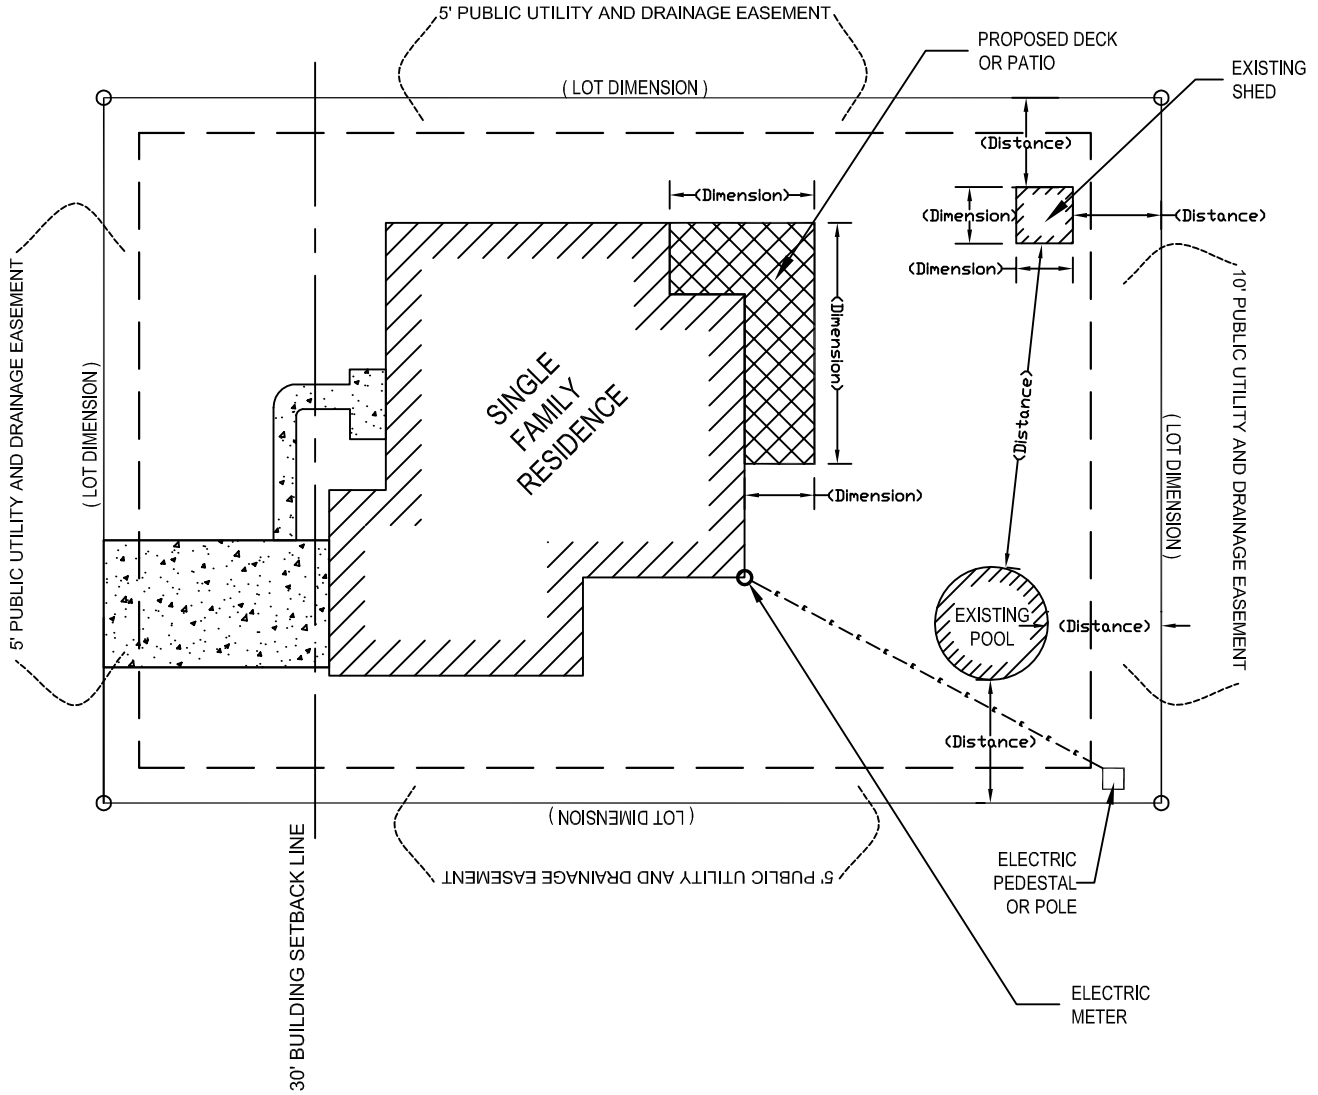 5' PUBLIC UTILITY AND DRAINAGE EASEMENT
PROPOSED DECK
OR PATIO
EXISTING
SHED
( LOT DIMENSION )
(Distance)
(Dimension)
(Dimension)
(Distance)
(Dimension)
5' PUBLIC UTILITY AND DRAINAGE EASEMENT
( LOT DIMENSION )
SINGLE
FAMILY
RESIDENCE
(Dimension)
(Distance)
(Dimension)
( LOT DIMENSION )
10' PUBLIC UTILITY AND DRAINAGE EASEMENT
EXISTING
POOL
(Distance)
(Distance)
( LOT DIMENSION )
5' PUBLIC UTILITY AND DRAINAGE EASEMENT
30' BUILDING SETBACK LINE
ELECTRIC
PEDESTAL
OR POLE
ELECTRIC
METER